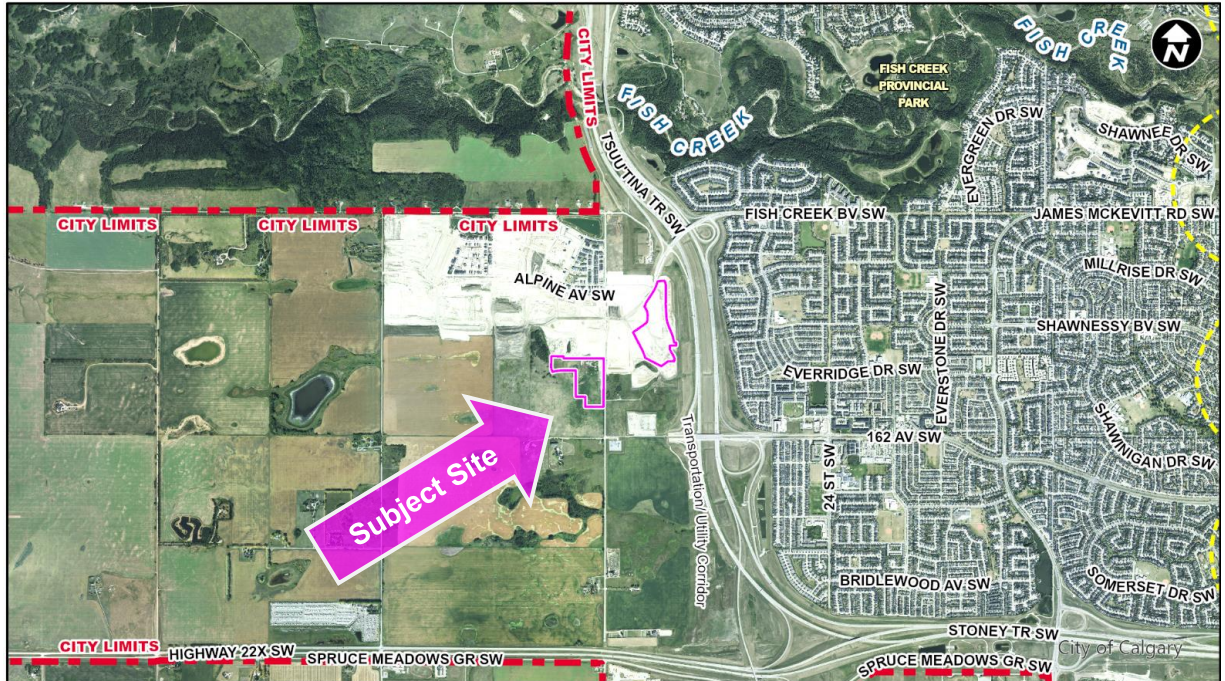 FISH CREEK
N
CITY LIMITS
FISH CREEK
PROVINCIAL
PARK
FISH CREEK
EVERGREEN DR SW
SHAWNEE DR SW
TSUUT'INA TR SW
CITY LIMITS
CITY LIMITS
CITY LIMITS
FISH CREEK BV SW
JAMES MCKEVITT RD SW
MILLRISE DR SW
ALPINE AV SW
SHAWNESSY BV SW
EVERSTONE DR SW
EVERRIDGE DR SW
SHAWINIGAN DR SW
162 AV SW
Transportation/ Utility Corridor
24 ST SW
Subject Site
BRIDLEWOOD AV SW
SOMERSET DR SW
STONEY TR SW
City of Calgary
CITY LIMITS
HIGHWAY 22X SW
SPRUCE MEADOWS GR SW
SPRUCE MEADOWS GR SW